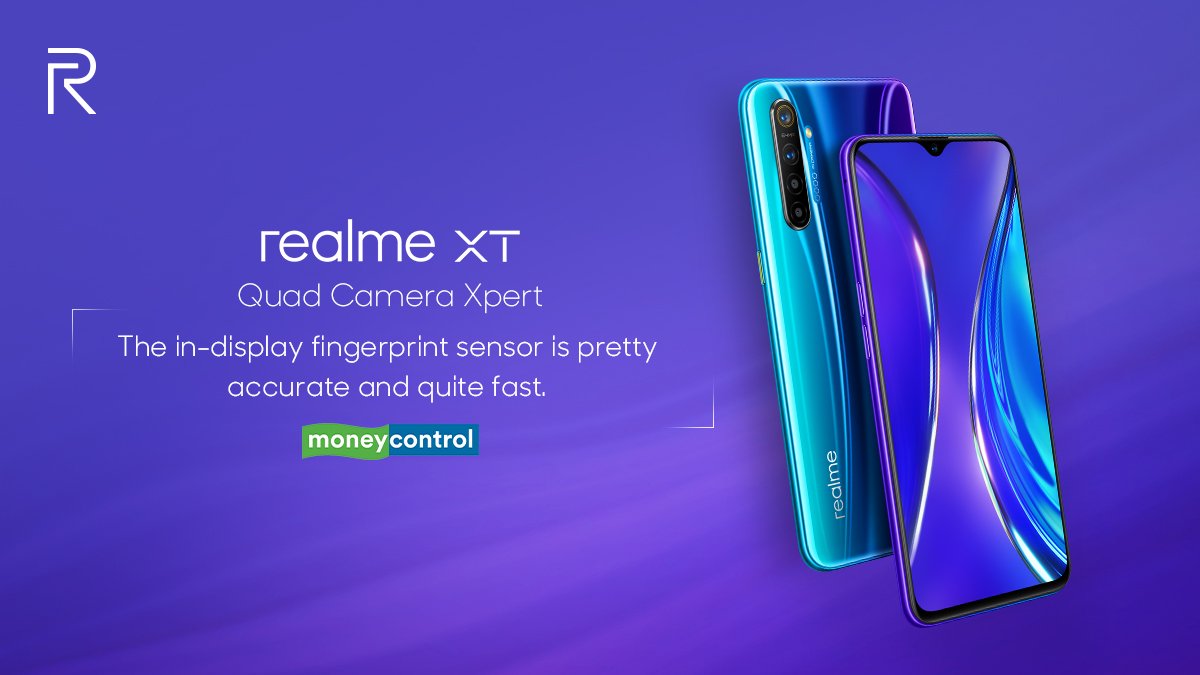 realme XT
Quad Camera Xpert
The in-display fingerprint sensor is pretty
accurate and quite fast.
moneycontrol
realme